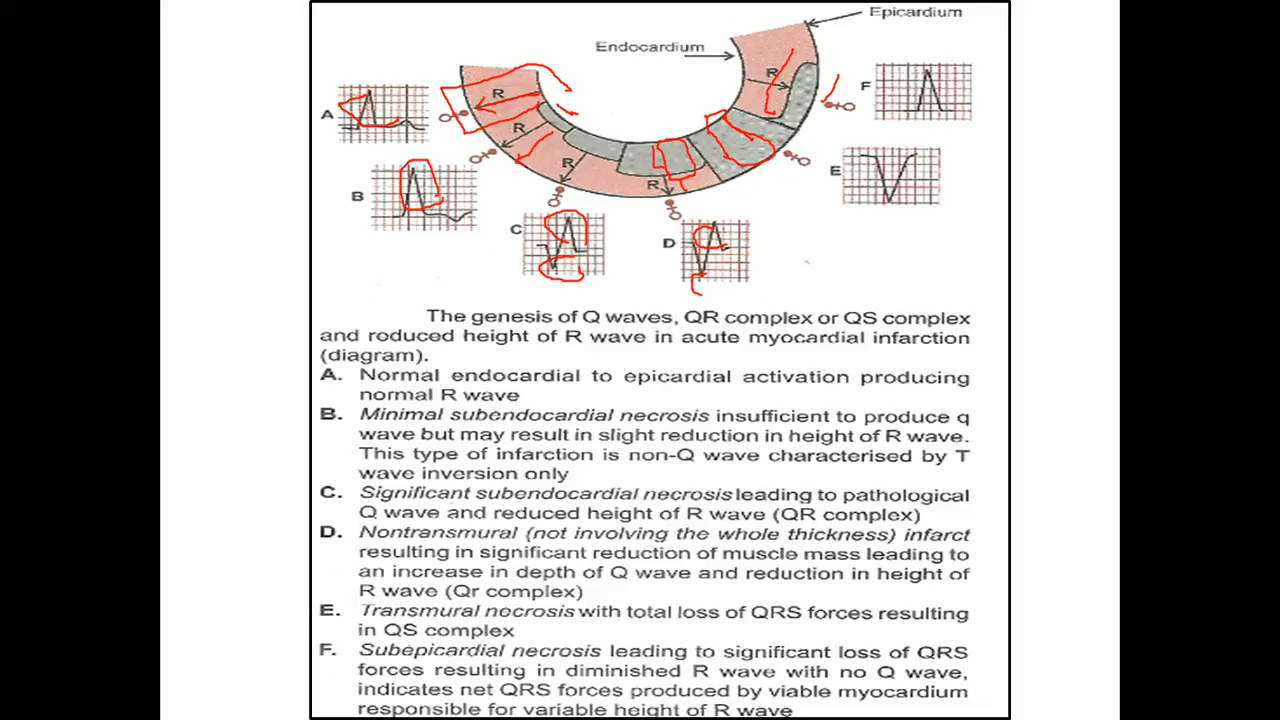 Epicardium
Endocardium
R
R
R
R
R
A
B
C
D
E
F
The genesis of Q waves, QR complex or QS complex
and reduced height of R wave in acute myocardial infarction
(diagram).
A. Normal endocardial to epicardial activation producing
normal R wave
B. Minimal subendocardial necrosis insufficient to produce q
wave but may result in slight reduction in height of R wave.
This type of infarction is non-Q wave characterised by T
wave inversion only
C. Significant subendocardial necrosis leading to pathological
Q wave and reduced height of R wave (QR complex)
D. Nontransmural (not involving the whole thickness) infarct
resulting in significant reduction of muscle mass leading to
an increase in depth of Q wave and reduction in height of
R wave (Qr complex)
E. Transmural necrosis with total loss of QRS forces resulting
in QS complex
F. Subepicardial necrosis leading to significant loss of QRS
forces resulting in diminished R wave with no Q wave,
indicates net QRS forces produced by viable myocardium
responsible for variable height of R wave